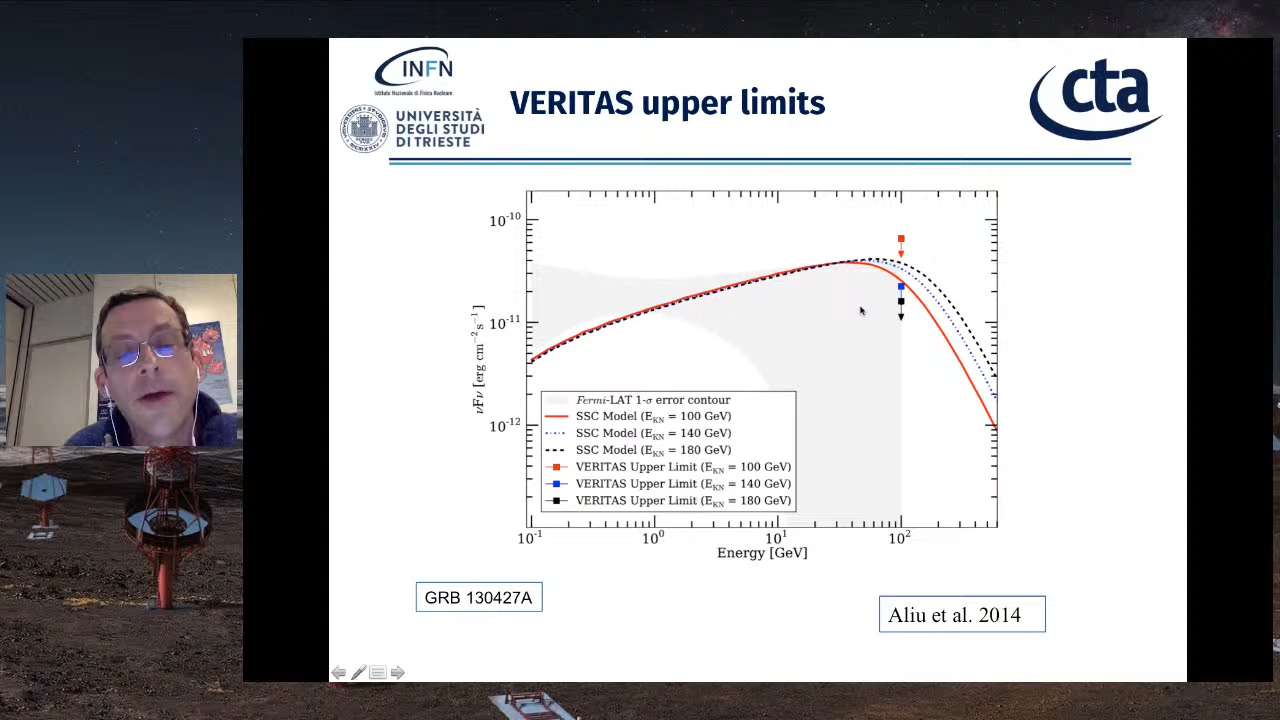 INFN
Istituto Nazionale di Fisica Nucleare
UNIVERSITÀ
DEGLI STUDI
DI TRIESTE
VERITAS upper limits
cta
10⁻¹⁰
10⁻¹¹
10⁻¹²
νFν [erg cm⁻² s⁻¹]
Fermi-LAT 1-σ error contour
SSC Model (E_KN = 100 GeV)
SSC Model (E_KN = 140 GeV)
SSC Model (E_KN = 180 GeV)
VERITAS Upper Limit (E_KN = 100 GeV)
VERITAS Upper Limit (E_KN = 140 GeV)
VERITAS Upper Limit (E_KN = 180 GeV)
10⁻¹ 10⁰ 10¹ 10²
Energy [GeV]
GRB 130427A
Aliu et al. 2014